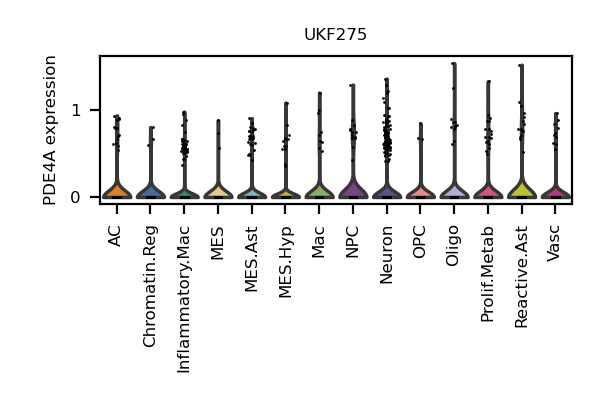 UKF275
PDE4A expression
1
0
AC
Chromatin.Reg
Inflammatory.Mac
MES
MES.Ast
MES.Hyp
Mac
NPC
Neuron
OPC
Oligo
Prolif.Metab
Reactive.Ast
Vasc